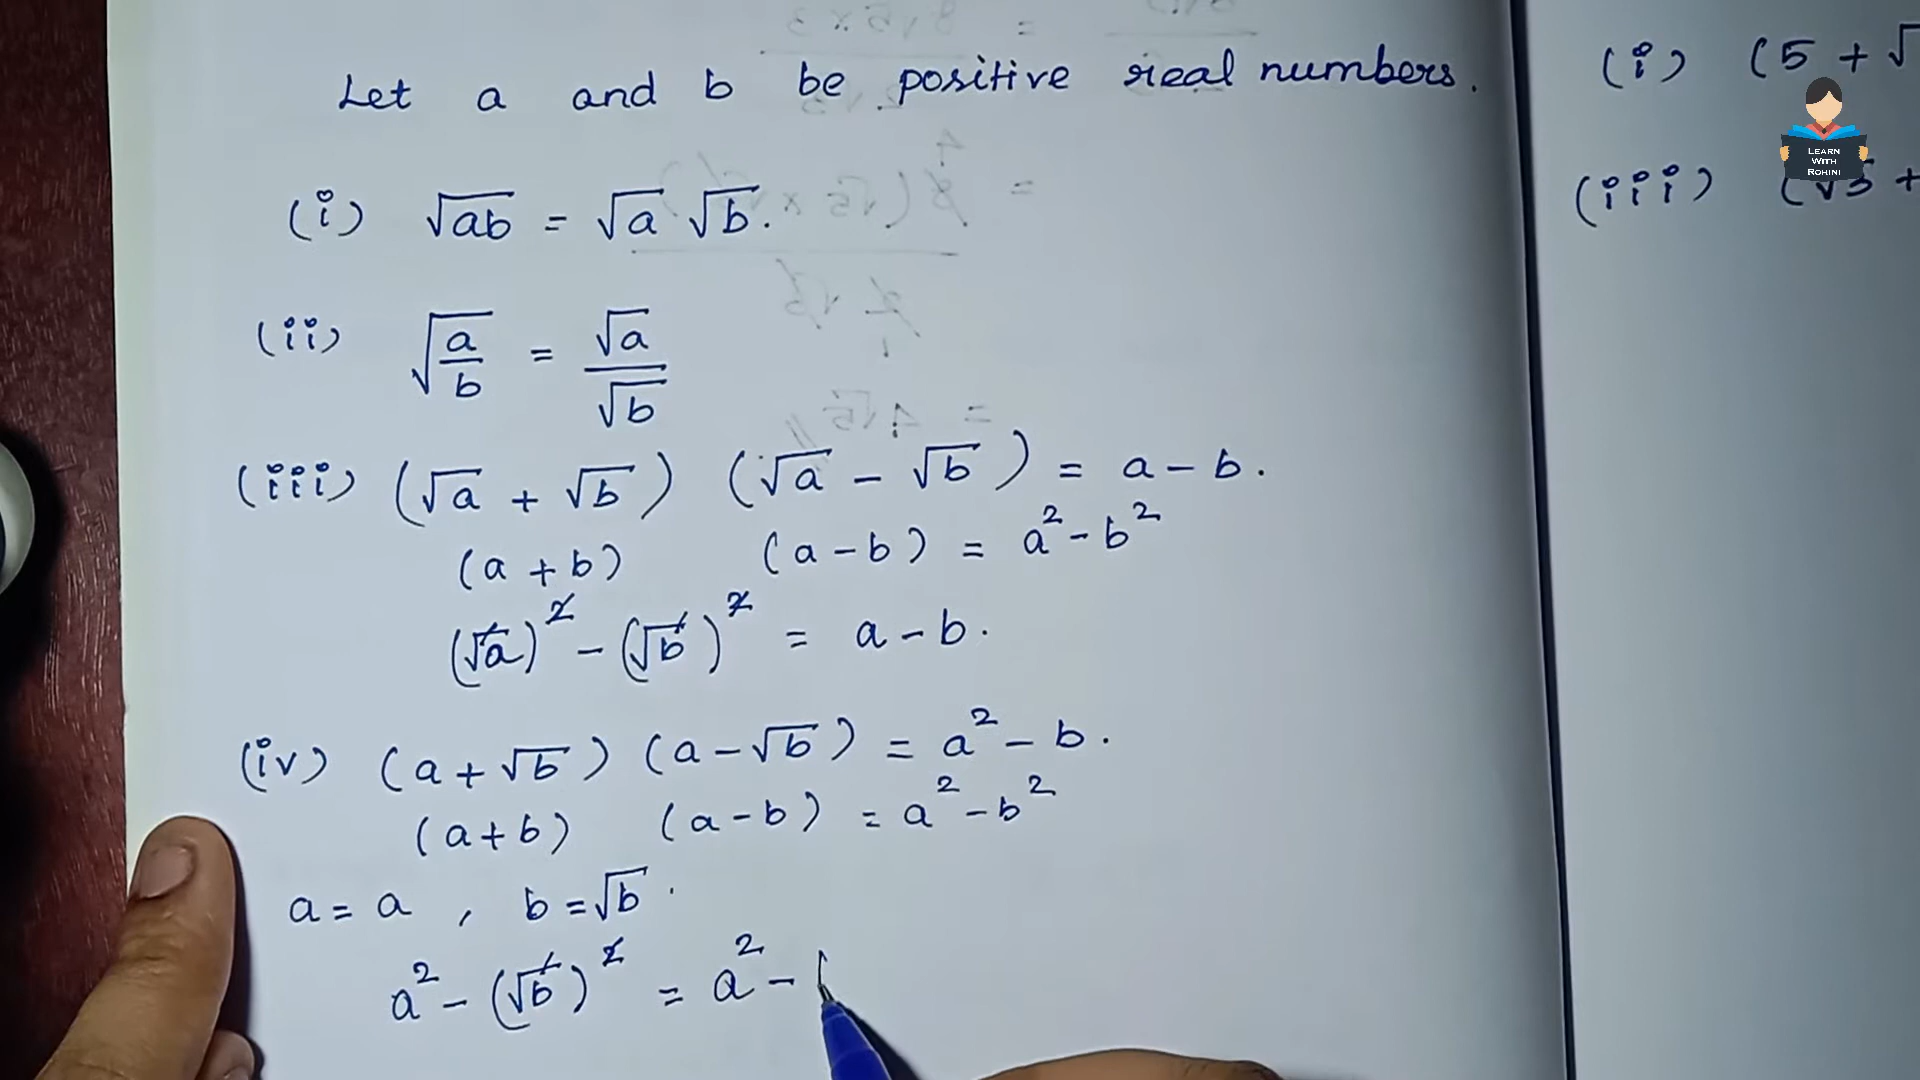 Let a and b be positive real numbers.
(i) √ab = √a √b.
(ii) √(a/b) = √a/√b
(iii) (√a + √b) (√a - √b) = a - b.
(a + b) (a - b) = a² - b²
(√a)² - (√b)² = a - b.
(iv) (a + √b) (a - √b) = a² - b.
(a + b) (a - b) = a² - b²
a = a , b = √b.
a² - (√b)² = a² -
(i) (5 + √
LEARN
WITH
ROHINI
(iii) (√3 +